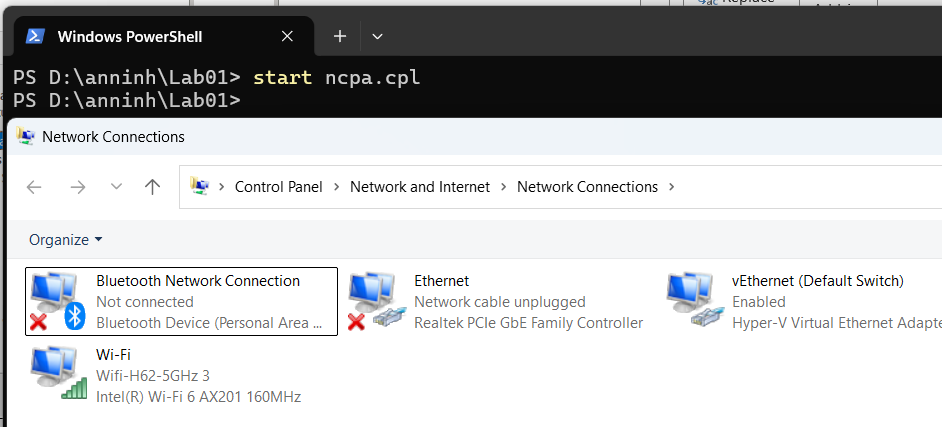 Replace
Windows PowerShell
PS D:\anninh\Lab01> start ncpa.cpl
PS D:\anninh\Lab01>
Network Connections
Control Panel > Network and Internet > Network Connections >
Organize
Bluetooth Network Connection
Not connected
Bluetooth Device (Personal Area ...
Ethernet
Network cable unplugged
Realtek PCIe GbE Family Controller
vEthernet (Default Switch)
Enabled
Hyper-V Virtual Ethernet Adapte
Wi-Fi
Wifi-H62-5GHz 3
Intel(R) Wi-Fi 6 AX201 160MHz